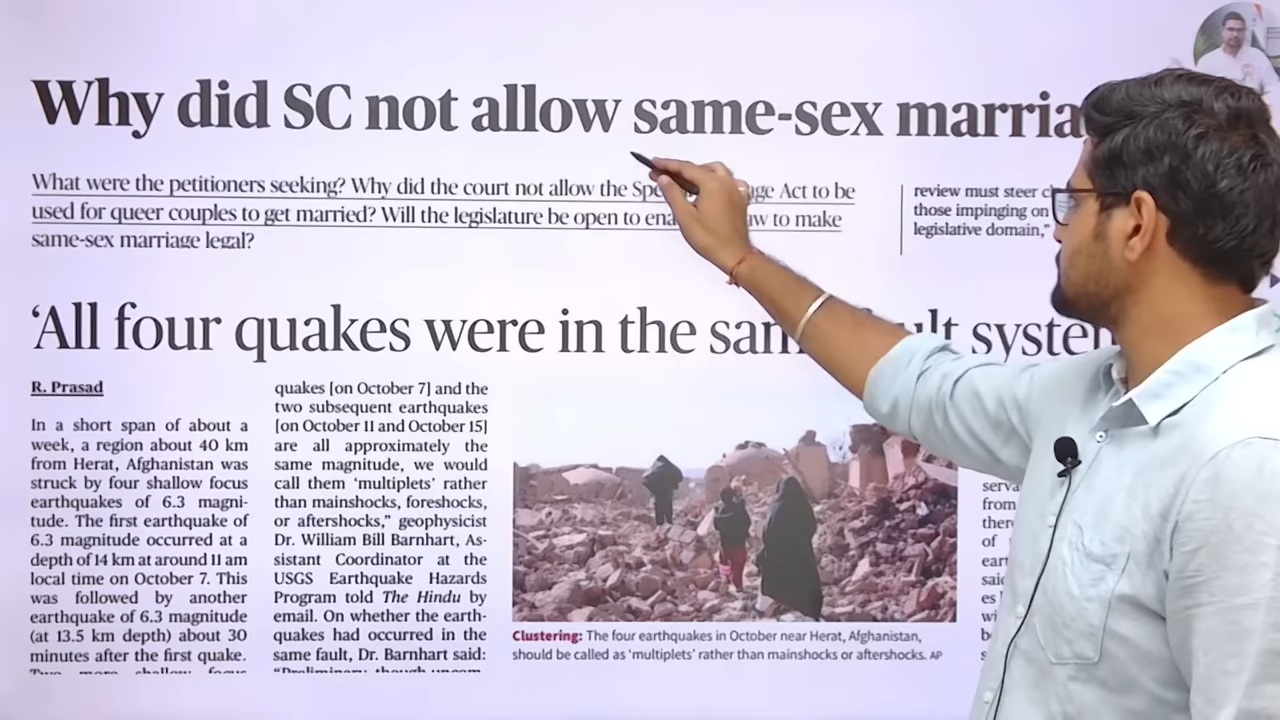 Why did SC not allow same-sex
What were the petitioners seeking? Why did the court not allow the age Act to be
used for queer couples to get married? Will the legislature be open to to make
same-sex marriage legal?
review must steer
those impinging on
legislative domain,”
‘All four quakes were in the
R. Prasad
In a short span of about a
week, a region about 40 km
from Herat, Afghanistan was
struck by four shallow focus
earthquakes of 6.3 magni-
tude. The first earthquake of
6.3 magnitude occurred at a
depth of 14 km at around 11 am
local time on October 7. This
was followed by another
earthquake of 6.3 magnitude
(at 13.5 km depth) about 30
minutes after the first quake.
Two more shallow focus
quakes [on October 7] and the
two subsequent earthquakes
[on October 11 and October 15]
are all approximately the
same magnitude, we would
call them ‘multiplets’ rather
than mainshocks, foreshocks,
or aftershocks,” geophysicist
Dr. William Bill Barnhart, As-
sistant Coordinator at the
USGS Earthquake Hazards
Program told The Hindu by
email. On whether the earth-
quakes had occurred in the
same fault, Dr. Barnhart said:
Clustering: The four earthquakes in October near Herat, Afghanistan,
should be called as ‘multiplets’ rather than mainshocks or aftershocks. AP
from
of